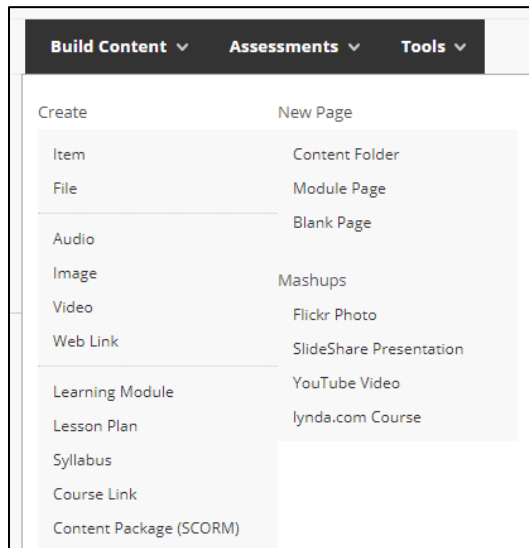 Build Content Assessments Tools
Create
Item
File
Audio
Image
Video
Web Link
Learning Module
Lesson Plan
Syllabus
Course Link
Content Package (SCORM)
New Page
Content Folder
Module Page
Blank Page
Mashups
Flickr Photo
SlideShare Presentation
YouTube Video
lynda.com Course